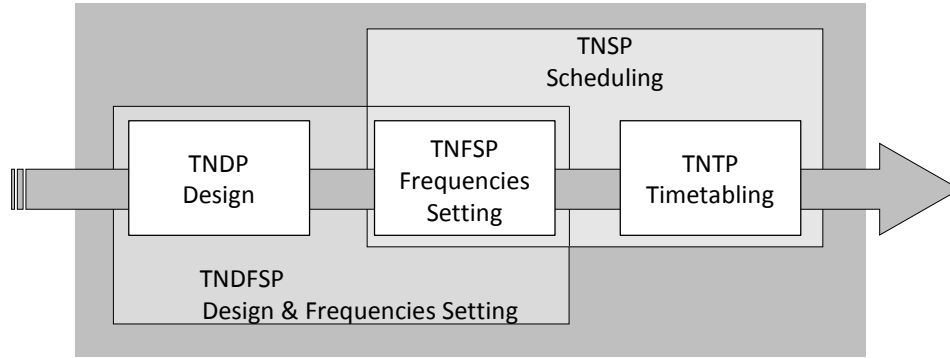 TNSP
Scheduling
TNDP
Design
TNFSP
Frequencies
Setting
TNTP
Timetabling
TNDFSP
Design & Frequencies Setting